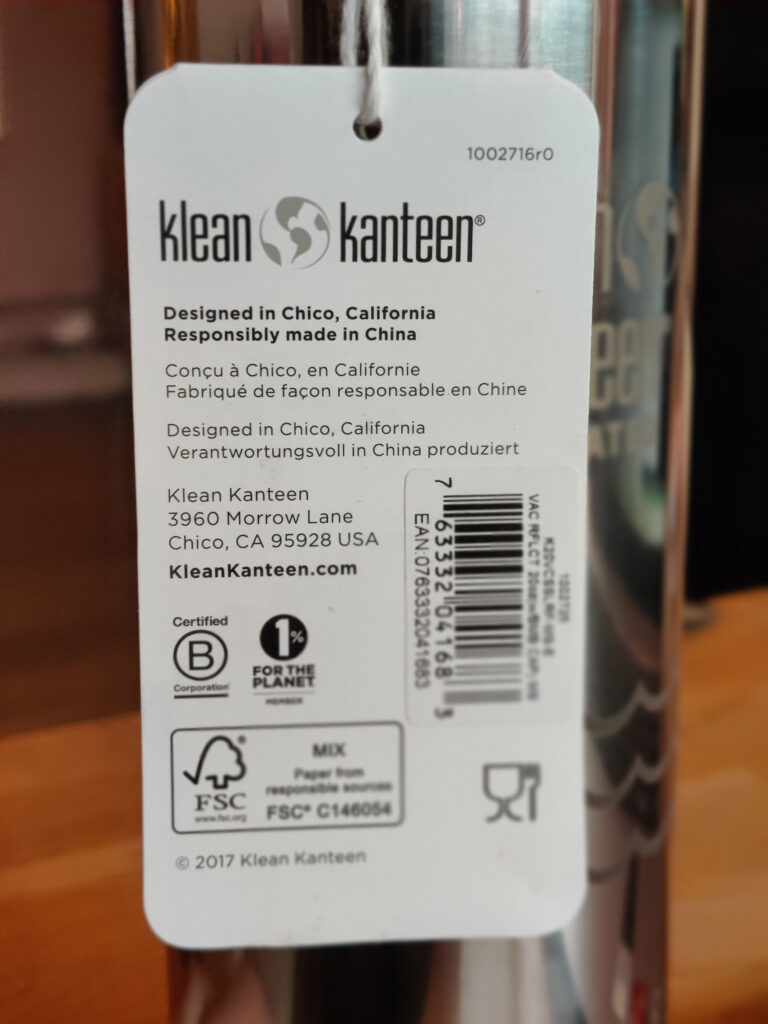 1002716r0
klean kanteen®
Designed in Chico, California
Responsibly made in China
Conçu à Chico, en Californie
Fabriqué de façon responsable en Chine
Designed in Chico, California
Verantwortungsvoll in China produziert
Klean Kanteen
3960 Morrow Lane
Chico, CA 95928 USA
KleanKanteen.com
Certified
B
Corporation
1%
FOR THE
PLANET
MEMBER
VAC RFLCT 20oz
7 63332 04168 3
EAN:0763332041683
FSC®
www.fsc.org
MIX
Paper from
responsible sources
FSC® C146054
© 2017 Klean Kanteen